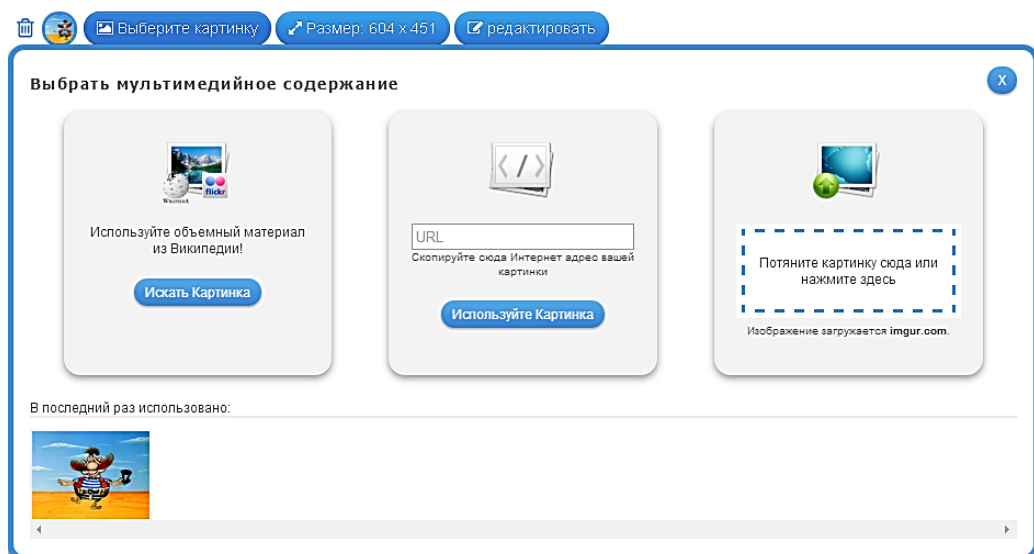 Выберите картинку Размер: 604 x 451 редактировать
Выбрать мультимедийное содержание
X
WIKIPEDIA
flickr
Используйте объемный материал
из Википедии!
Искать Картинка
</>
URL
Скопируйте сюда Интернет адрес вашей
картинки
Используйте Картинка
Потяните картинку сюда или
нажмите здесь
Изображение загружается imgur.com.
В последний раз использовано: